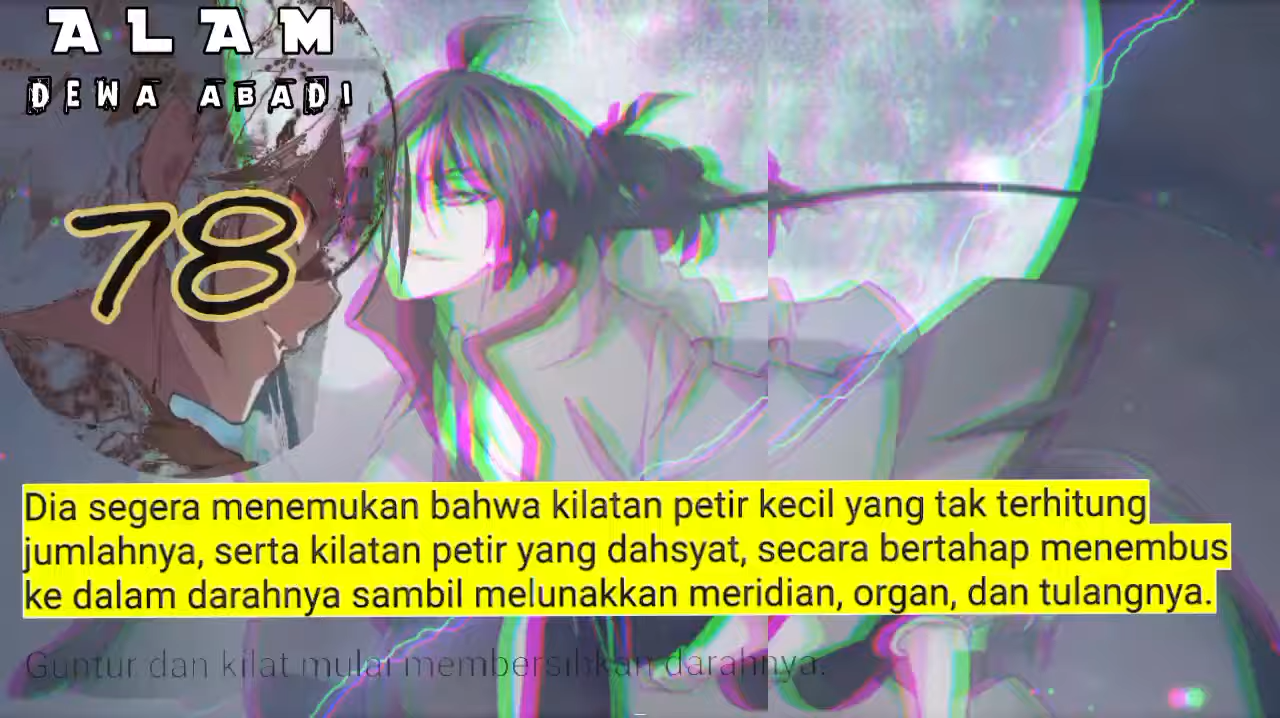 ALAM
DEWA ABADI
78
Dia segera menemukan bahwa kilatan petir kecil yang tak terhitung
jumlahnya, serta kilatan petir yang dahsyat, secara bertahap menembus
ke dalam darahnya sambil melunakkan meridian, organ, dan tulangnya.
Guntur dan kilat mulai membersihkan darahnya.